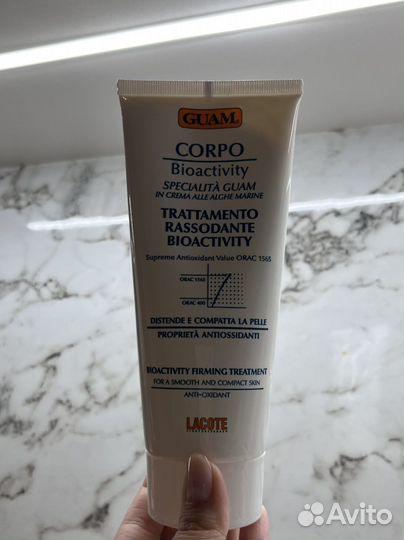 GUAM.
CORPO
Bioactivity
SPECIALITÀ GUAM
IN CREMA ALLE ALGHE MARINE
TRATTAMENTO
RASSODANTE
BIOACTIVITY
Supreme Antioxidant Value ORAC 1565
ORAC 1565
ORAC 400
DISTENDE E COMPATTA LA PELLE
PROPRIETÀ ANTIOSSIDANTI
BIOACTIVITY FIRMING TREATMENT
FOR A SMOOTH AND COMPACT SKIN
ANTI-OXIDANT
LACOTE
Avito